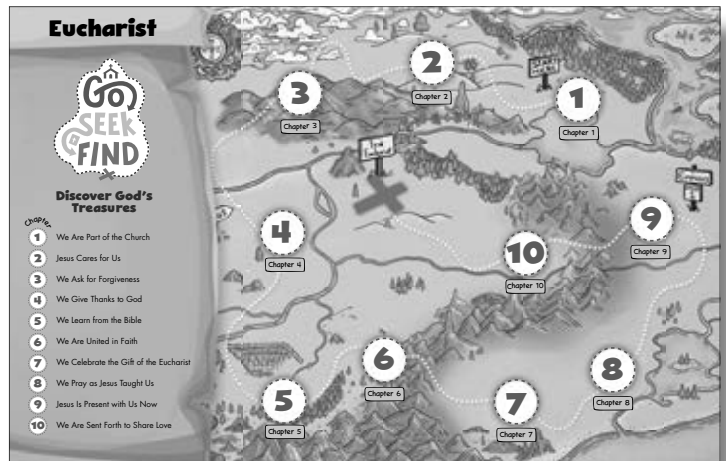 Eucharist
GO
SEEK
FIND
Discover God's
Treasures
Chapter
1 We Are Part of the Church
2 Jesus Cares for Us
3 We Ask for Forgiveness
4 We Give Thanks to God
5 We Learn from the Bible
6 We Are United in Faith
7 We Celebrate the Gift of the Eucharist
8 We Pray as Jesus Taught Us
9 Jesus Is Present with Us Now
10 We Are Sent Forth to Share Love
1
Chapter 1
2
Chapter 2
3
Chapter 3
4
Chapter 4
5
Chapter 5
6
Chapter 6
7
Chapter 7
8
Chapter 8
9
Chapter 9
10
Chapter 10